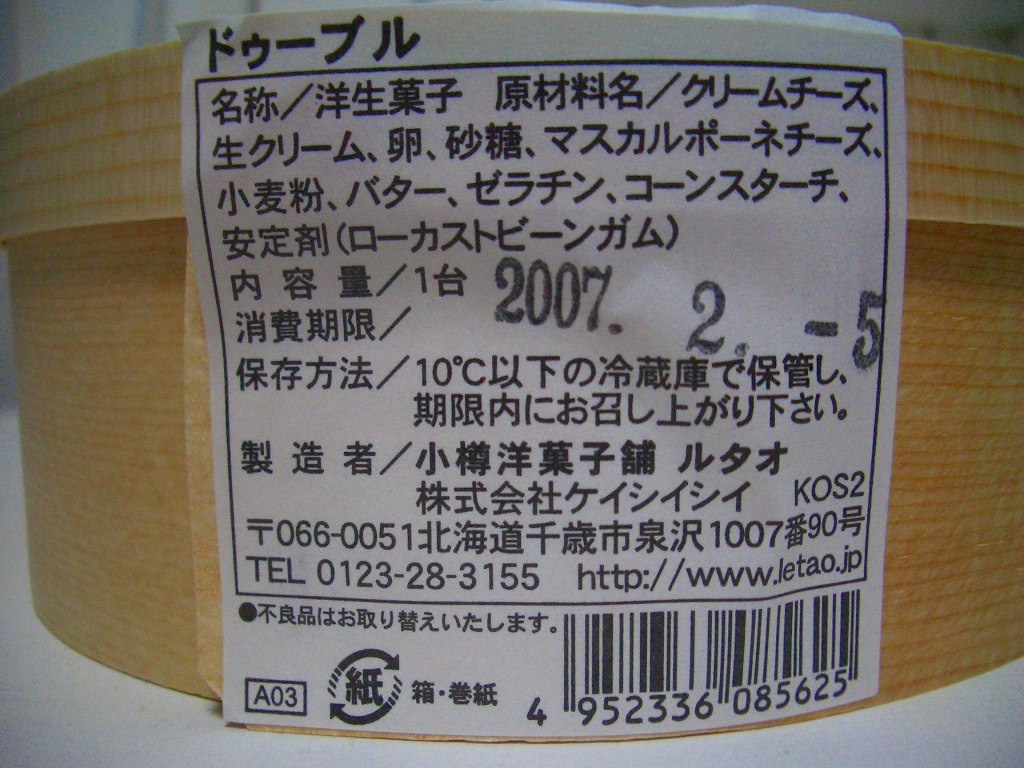 ドゥーブル
名称／洋生菓子　原材料名／クリームチーズ、
生クリーム、卵、砂糖、マスカルポーネチーズ、
小麦粉、バター、ゼラチン、コーンスターチ、
安定剤（ローカストビーンガム）
内容量／1台
消費期限／ 2007. 2. -5
保存方法／10℃以下の冷蔵庫で保管し、
期限内にお召し上がり下さい。
製造者／小樽洋菓子舗 ルタオ
株式会社ケイシイシイ　KOS2
〒066-0051北海道千歳市泉沢1007番90号
TEL 0123-28-3155　http://www.letao.jp
●不良品はお取り替えいたします。
A03 紙 箱・巻紙
4 952336 085625